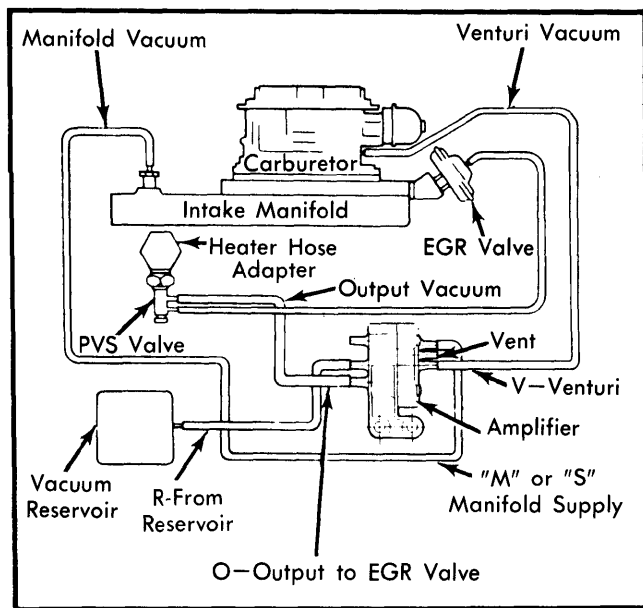 Manifold Vacuum
Venturi Vacuum
Carburetor
Intake Manifold
EGR Valve
Heater Hose
Adapter
Output Vacuum
PVS Valve
Vent
V–Venturi
Amplifier
Vacuum
Reservoir
R-From
Reservoir
"M" or "S"
Manifold Supply
O–Output to EGR Valve